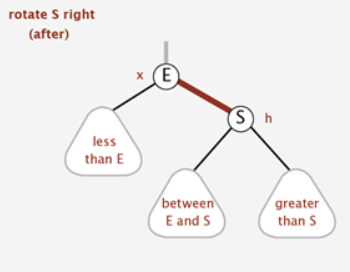 rotate S right
(after)
x E
S h
less
than E
between
E and S
greater
than S